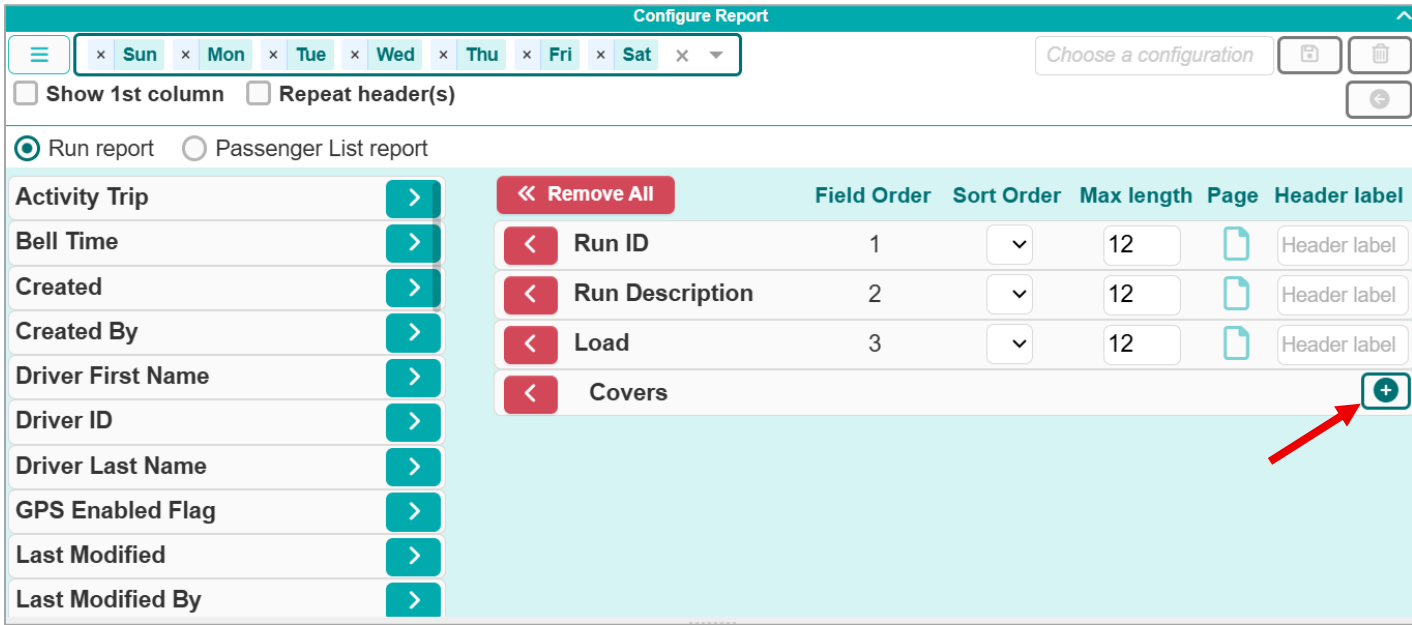 Configure Report
× Sun × Mon × Tue × Wed × Thu × Fri × Sat ×
Choose a configuration
Show 1st column Repeat header(s)
Run report Passenger List report
Activity Trip
Bell Time
Created
Created By
Driver First Name
Driver ID
Driver Last Name
GPS Enabled Flag
Last Modified
Last Modified By
Remove All Field Order Sort Order Max length Page Header label
Run ID 1 12 Header label
Run Description 2 12 Header label
Load 3 12 Header label
Covers